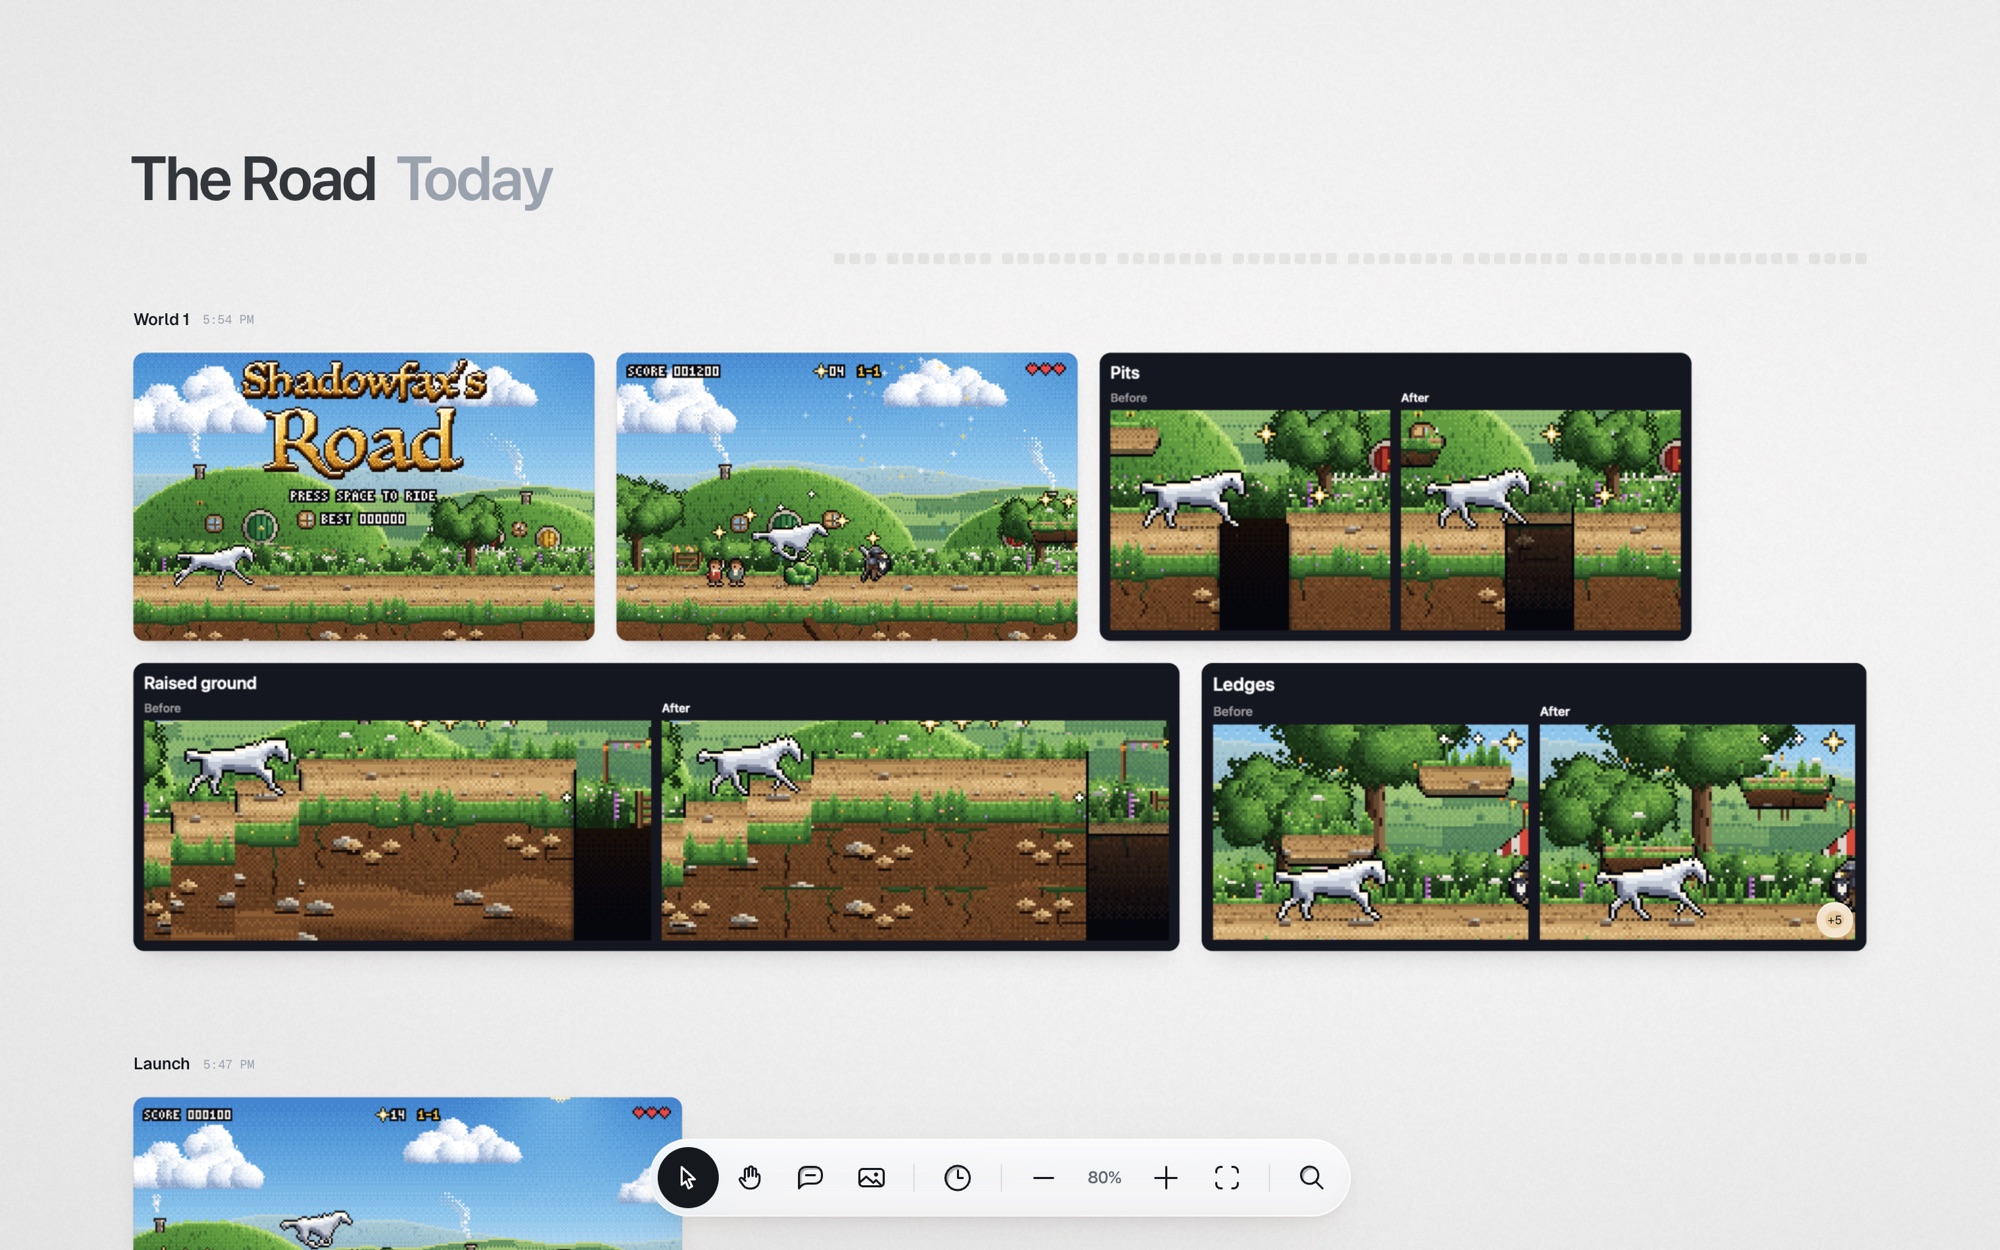 The Road Today
World 1 5:54 PM
Shadowfax's
Road
PRESS SPACE TO RIDE
BEST 000000
SCORE 001200 04 1-1
Pits
Before After
Raised ground
Before After
Ledges
Before After
+5
Launch 5:47 PM
SCORE 000100 14 1-1
80%